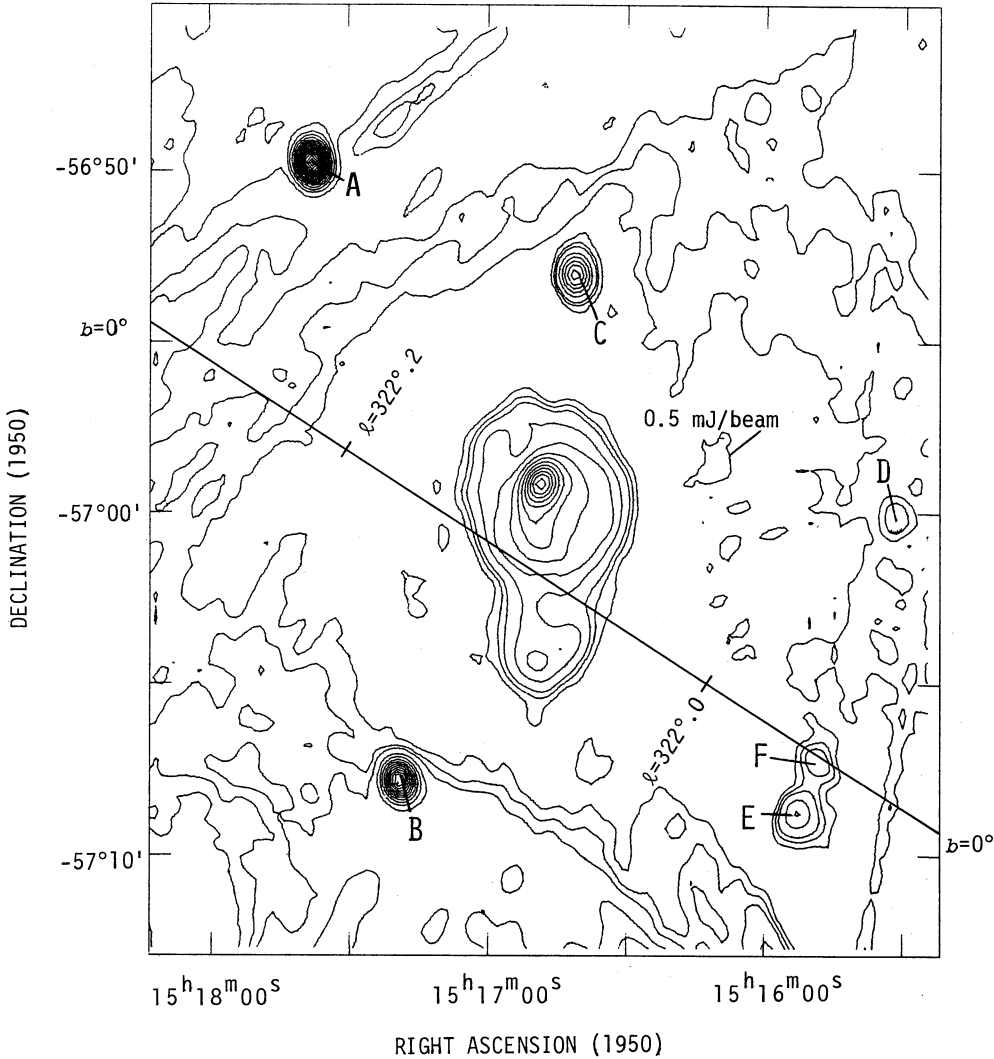 A
-56°50'
b=0°
C
ℓ=322°.2
0.5 mJ/beam
D
-57°00'
DECLINATION (1950)
ℓ=322°.0
F
E
B
b=0°
-57°10'
15ʰ18ᵐ00ˢ
15ʰ17ᵐ00ˢ
15ʰ16ᵐ00ˢ
RIGHT ASCENSION (1950)